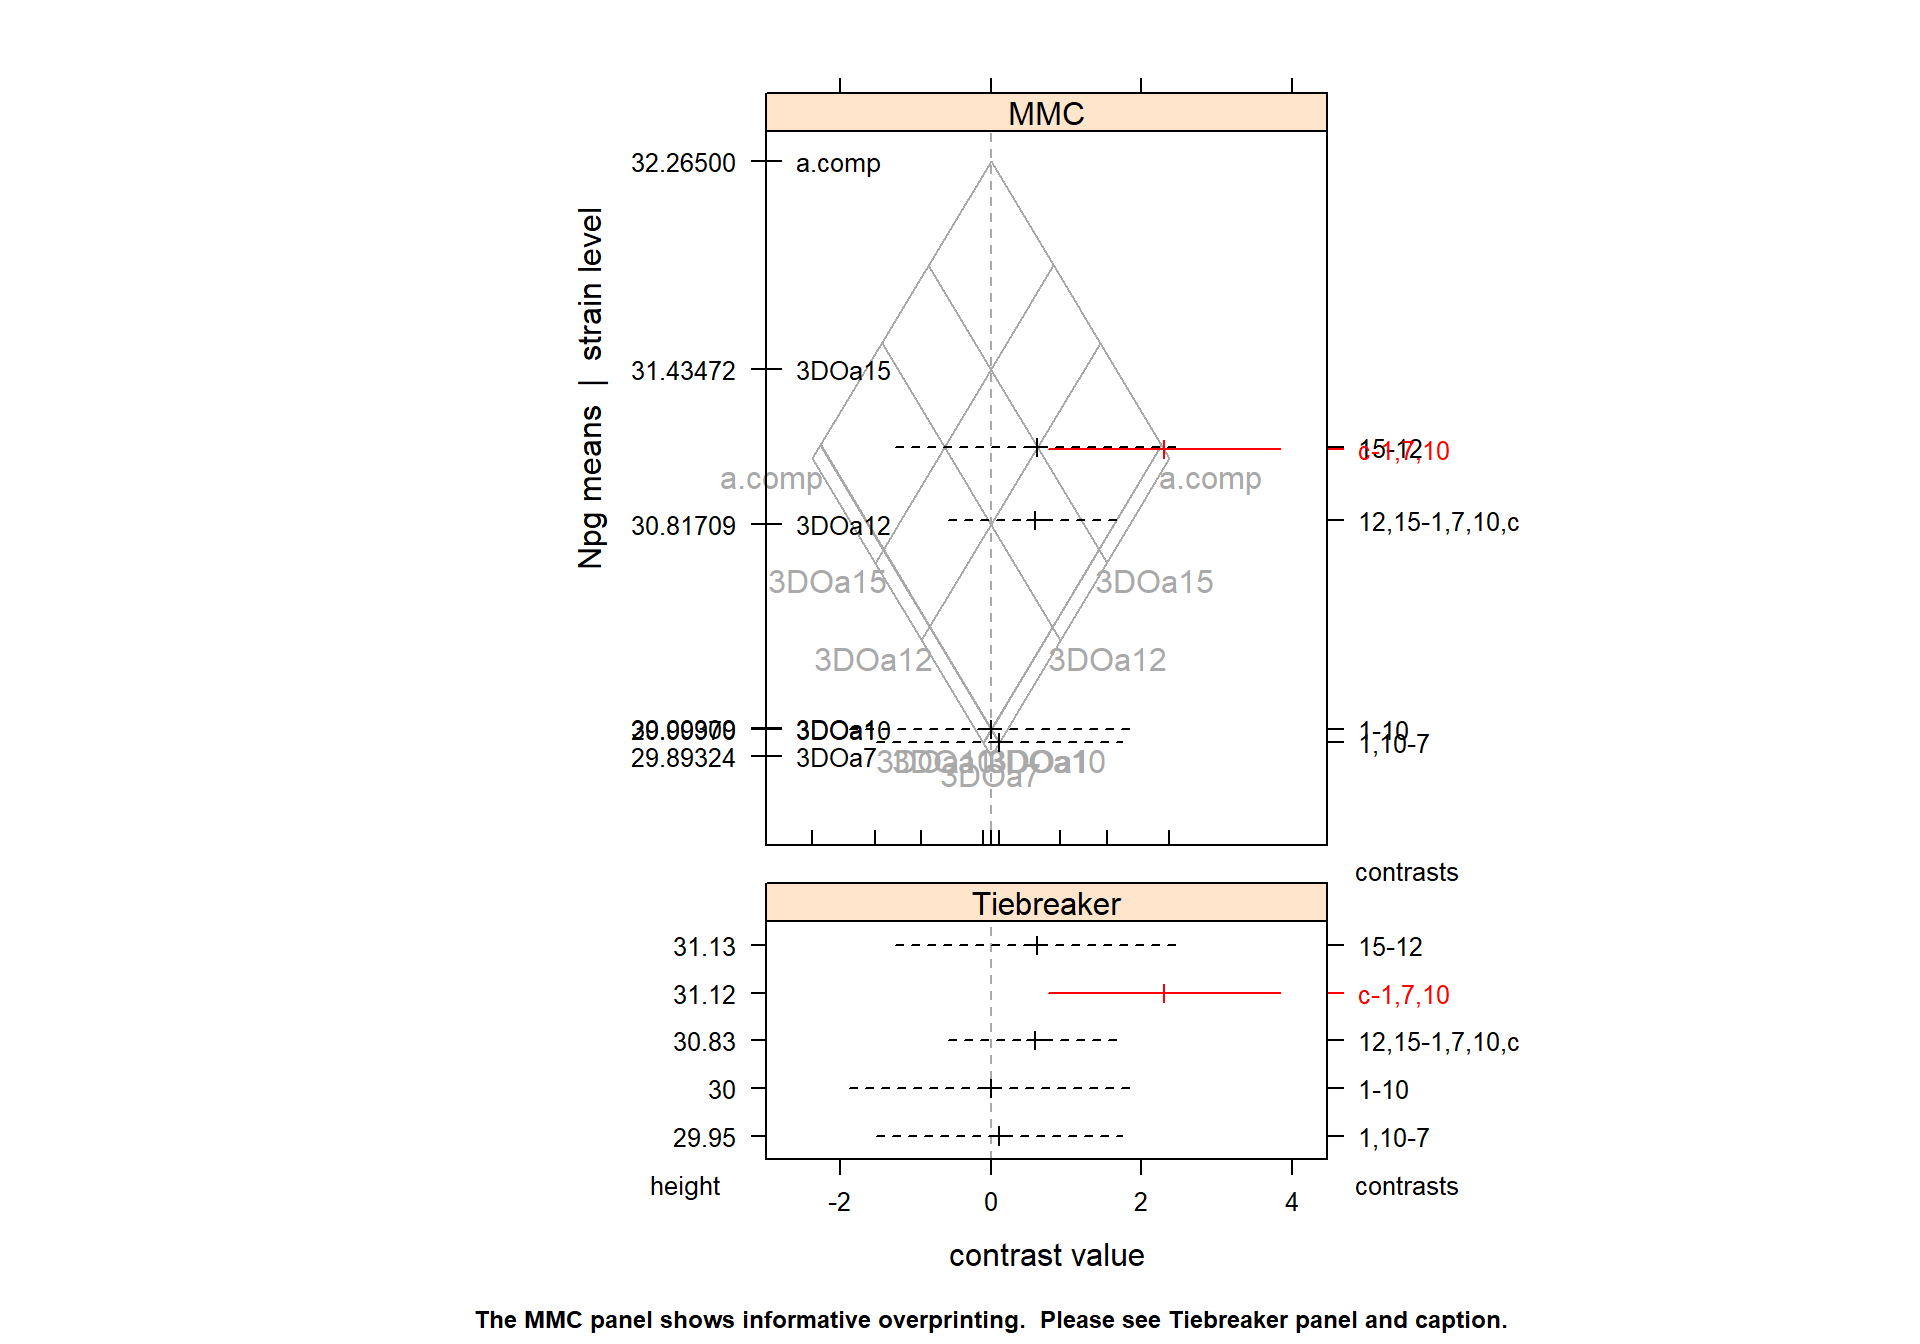 MMC
32.26500
a.comp
Npg means | strain level
31.43472
3DOa15
15-12
c-1,7,10
a.comp
a.comp
30.81709
3DOa12
12,15-1,7,10,c
3DOa15
3DOa15
3DOa12
3DOa12
3DOa10
1-10
1,10-7
29.89324
3DOa7
3DOa10
3DOa1
3DOa10
3DOa7
contrasts
Tiebreaker
31.13
15-12
31.12
c-1,7,10
30.83
12,15-1,7,10,c
30
1-10
29.95
1,10-7
height
-2
0
2
4
contrasts
contrast value
The MMC panel shows informative overprinting.  Please see Tiebreaker panel and caption.